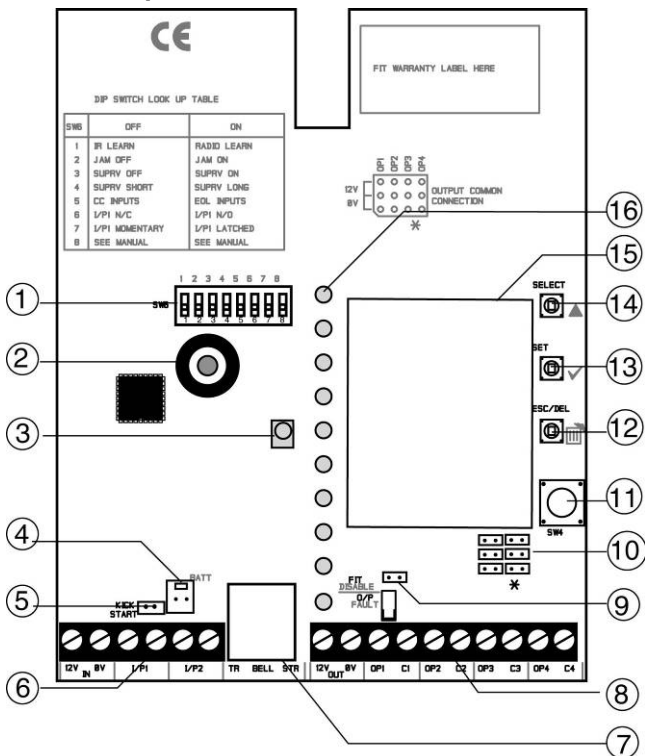 CE
FIT WARRANTY LABEL HERE
DIP SWITCH LOOK UP TABLE
SW6 OFF ON
1 IR LEARN RADIO LEARN
2 JAM OFF JAM ON
3 SUPRV OFF SUPRV ON
4 SUPRV SHORT SUPRV LONG
5 CC INPUTS EOL INPUTS
6 I/P1 N/C I/P1 N/O
7 I/P1 MOMENTARY I/P1 LATCHED
8 SEE MANUAL SEE MANUAL
OP1 OP2 OP3 OP4
12V
0V
OUTPUT COMMON
CONNECTION
*
16
15
1 2 3 4 5 6 7 8
SW6
1 2 3 4 5 6 7 8
1
SELECT
14
2
SET
13
3
ESC/DEL
12
11
SW4
4
BATT
10
*
5
KICK
START
FIT
DISABLE
O/P
FAULT
9
6
12V 0V I/P1 I/P2 TR BELL STR 12V 0V OP1 C1 OP2 C2 OP3 C3 OP4 C4
IN OUT
8
7